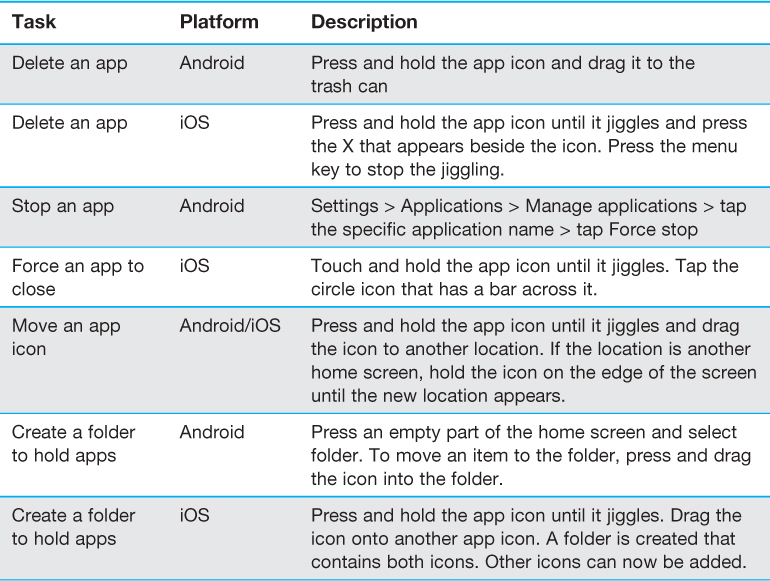 Task Platform Description
Delete an app Android Press and hold the app icon and drag it to the
trash can
Delete an app iOS Press and hold the app icon until it jiggles and press
the X that appears beside the icon. Press the menu
key to stop the jiggling.
Stop an app Android Settings > Applications > Manage applications > tap
the specific application name > tap Force stop
Force an app to iOS Touch and hold the app icon until it jiggles. Tap the
close circle icon that has a bar across it.
Move an app Android/iOS Press and hold the app icon until it jiggles and drag
icon the icon to another location. If the location is another
home screen, hold the icon on the edge of the screen
until the new location appears.
Create a folder Android Press an empty part of the home screen and select
to hold apps folder. To move an item to the folder, press and drag
the icon into the folder.
Create a folder iOS Press and hold the app icon until it jiggles. Drag the
to hold apps icon onto another app icon. A folder is created that
contains both icons. Other icons can now be added.